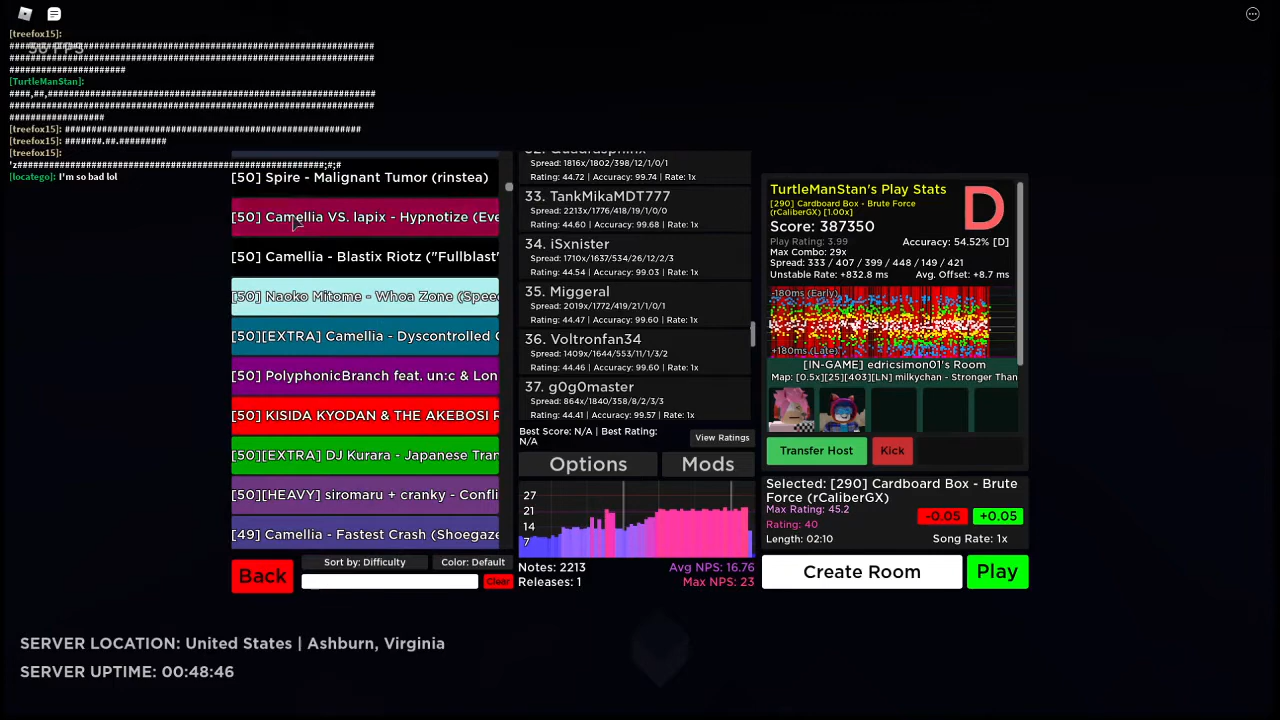 [treefox15]:
55 FPS
#########################################################################
#########################################################################
#######################
[TurtleManStan]:
####,##,#################################################################
#########################################################################
###################
[treefox15]: ###########################################################
[treefox15]: #######.##.#########
[treefox15]:
'z#############################################################;#;#
[locatego]: I'm so bad lol
[50] Spire - Malignant Tumor (rinstea)
[50] Camellia VS. lapix - Hypnotize (Eve
[50] Camellia - Blastix Riotz ("Fullblast"
[50] Naoko Mitome - Whoa Zone (Spee
[50][EXTRA] Camellia - Dyscontrolled
[50] PolyphonicBranch feat. un:c & Lon
[50] KISIDA KYODAN & THE AKEBOSI R
[50][EXTRA] DJ Kurara - Japanese Tran
[50][HEAVY] siromaru + cranky - Confli
[49] Camellia - Fastest Crash (Shoegaze
Back
Sort by: Difficulty
Color: Default
Clear
32. Quadrasphinx
Spread: 1816x/1802/398/12/1/0/1
Rating: 44.72 | Accuracy: 99.74 | Rate: 1x
33. TankMikaMDT777
Spread: 2213x/1776/418/19/1/0/0
Rating: 44.60 | Accuracy: 99.68 | Rate: 1x
34. iSxnister
Spread: 1710x/1637/534/26/12/2/3
Rating: 44.54 | Accuracy: 99.03 | Rate: 1x
35. Miggeral
Spread: 2019x/1772/419/21/1/0/1
Rating: 44.47 | Accuracy: 99.60 | Rate: 1x
36. Voltronfan34
Spread: 1409x/1644/553/11/1/3/2
Rating: 44.46 | Accuracy: 99.60 | Rate: 1x
37. g0g0master
Spread: 864x/1840/358/8/2/3/3
Rating: 44.41 | Accuracy: 99.57 | Rate: 1x
Best Score: N/A | Best Rating:
N/A
View Ratings
Options
Mods
27
21
14
7
Notes: 2213
Avg NPS: 16.76
Releases: 1
Max NPS: 23
TurtleManStan's Play Stats
[290] Cardboard Box - Brute Force
(rCaliberGX) [1.00x]
D
Score: 387350
Play Rating: 3.99
Accuracy: 54.52% [D]
Max Combo: 29x
Spread: 333 / 407 / 399 / 448 / 149 / 421
Unstable Rate: +832.8 ms
Avg. Offset: +8.7 ms
-180ms (Early)
+180ms (Late)
[IN-GAME] edricsimon01's Room
Map: [0.5x][25][403][LN] milkychan - Stronger Than
Transfer Host
Kick
Selected: [290] Cardboard Box - Brute
Force (rCaliberGX)
Max Rating: 45.2
Rating: 40
-0.05
+0.05
Length: 02:10
Song Rate: 1x
Create Room
Play
SERVER LOCATION: United States | Ashburn, Virginia
SERVER UPTIME: 00:48:46